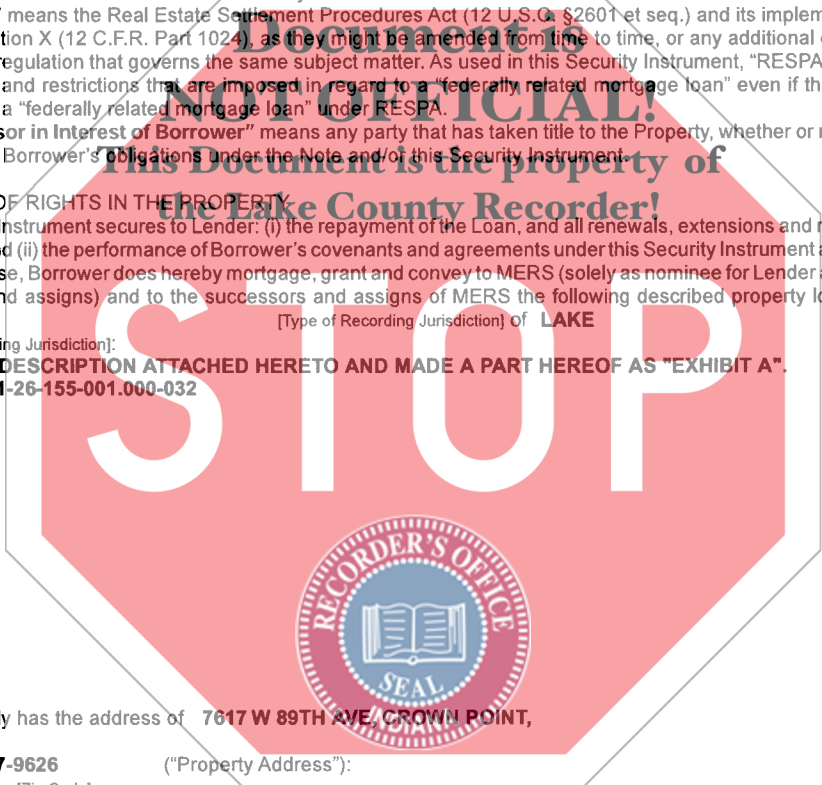 means the Real Estate Settlement Procedures Act (12 U.S.C. §2601 et seq.) and its implem
Document is
tion X (12 C.F.R. Part 1024), as they might be amended from time to time, or any additional
egulation that governs the same subject matter. As used in this Security Instrument, “RESPA
and restrictions that are imposed in regard to a “federally related mortgage loan” even if th
NOT OFFICIAL!
a “federally related mortgage loan” under RESPA.
sor in Interest of Borrower” means any party that has taken title to the Property, whether or
Borrower's obligations under the Note and/or this Security Instrument.
This Document is the property of
OF RIGHTS IN THE PROPERTY
the Lake County Recorder!
Instrument secures to Lender: (i) the repayment of the Loan, and all renewals, extensions and
d (ii) the performance of Borrower's covenants and agreements under this Security Instrument
se, Borrower does hereby mortgage, grant and convey to MERS (solely as nominee for Lender
nd assigns) and to the successors and assigns of MERS the following described property lo
[Type of Recording Jurisdiction] of LAKE
ing Jurisdiction]:
DESCRIPTION ATTACHED HERETO AND MADE A PART HEREOF AS "EXHIBIT A".
1-26-155-001.000-032
STOP
RECORDER'S OFFICE
SEAL
INDIANA
y has the address of 7617 W 89TH AVE, CROWN POINT,
7-9626 (“Property Address”):